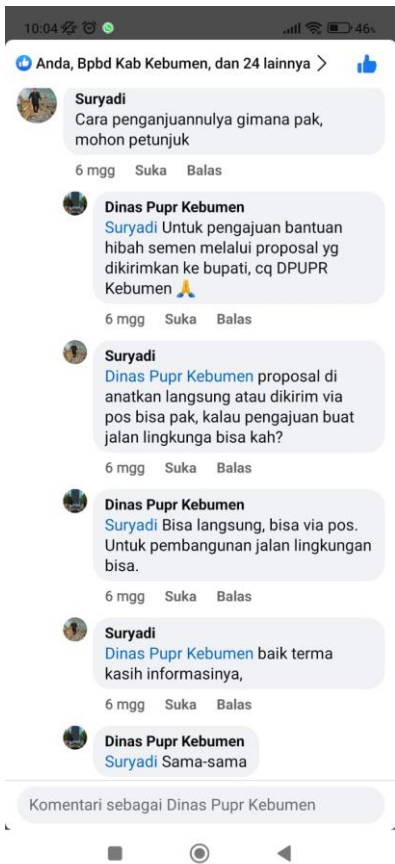 10:04
46
Anda, Bpbd Kab Kebumen, dan 24 lainnya >
Suryadi
Cara penganjuannulya gimana pak,
mohon petunjuk
6 mgg Suka Balas
Dinas Pupr Kebumen
Suryadi Untuk pengajuan bantuan
hibah semen melalui proposal yg
dikirimkan ke bupati, cq DPUPR
Kebumen 🙏
6 mgg Suka Balas
Suryadi
Dinas Pupr Kebumen proposal di
anatkan langsung atau dikirim via
pos bisa pak, kalau pengajuan buat
jalan lingkunga bisa kah?
6 mgg Suka Balas
Dinas Pupr Kebumen
Suryadi Bisa langsung, bisa via pos.
Untuk pembangunan jalan lingkungan
bisa.
6 mgg Suka Balas
Suryadi
Dinas Pupr Kebumen baik terma
kasih informasinya,
6 mgg Suka Balas
Dinas Pupr Kebumen
Suryadi Sama-sama
Komentari sebagai Dinas Pupr Kebumen